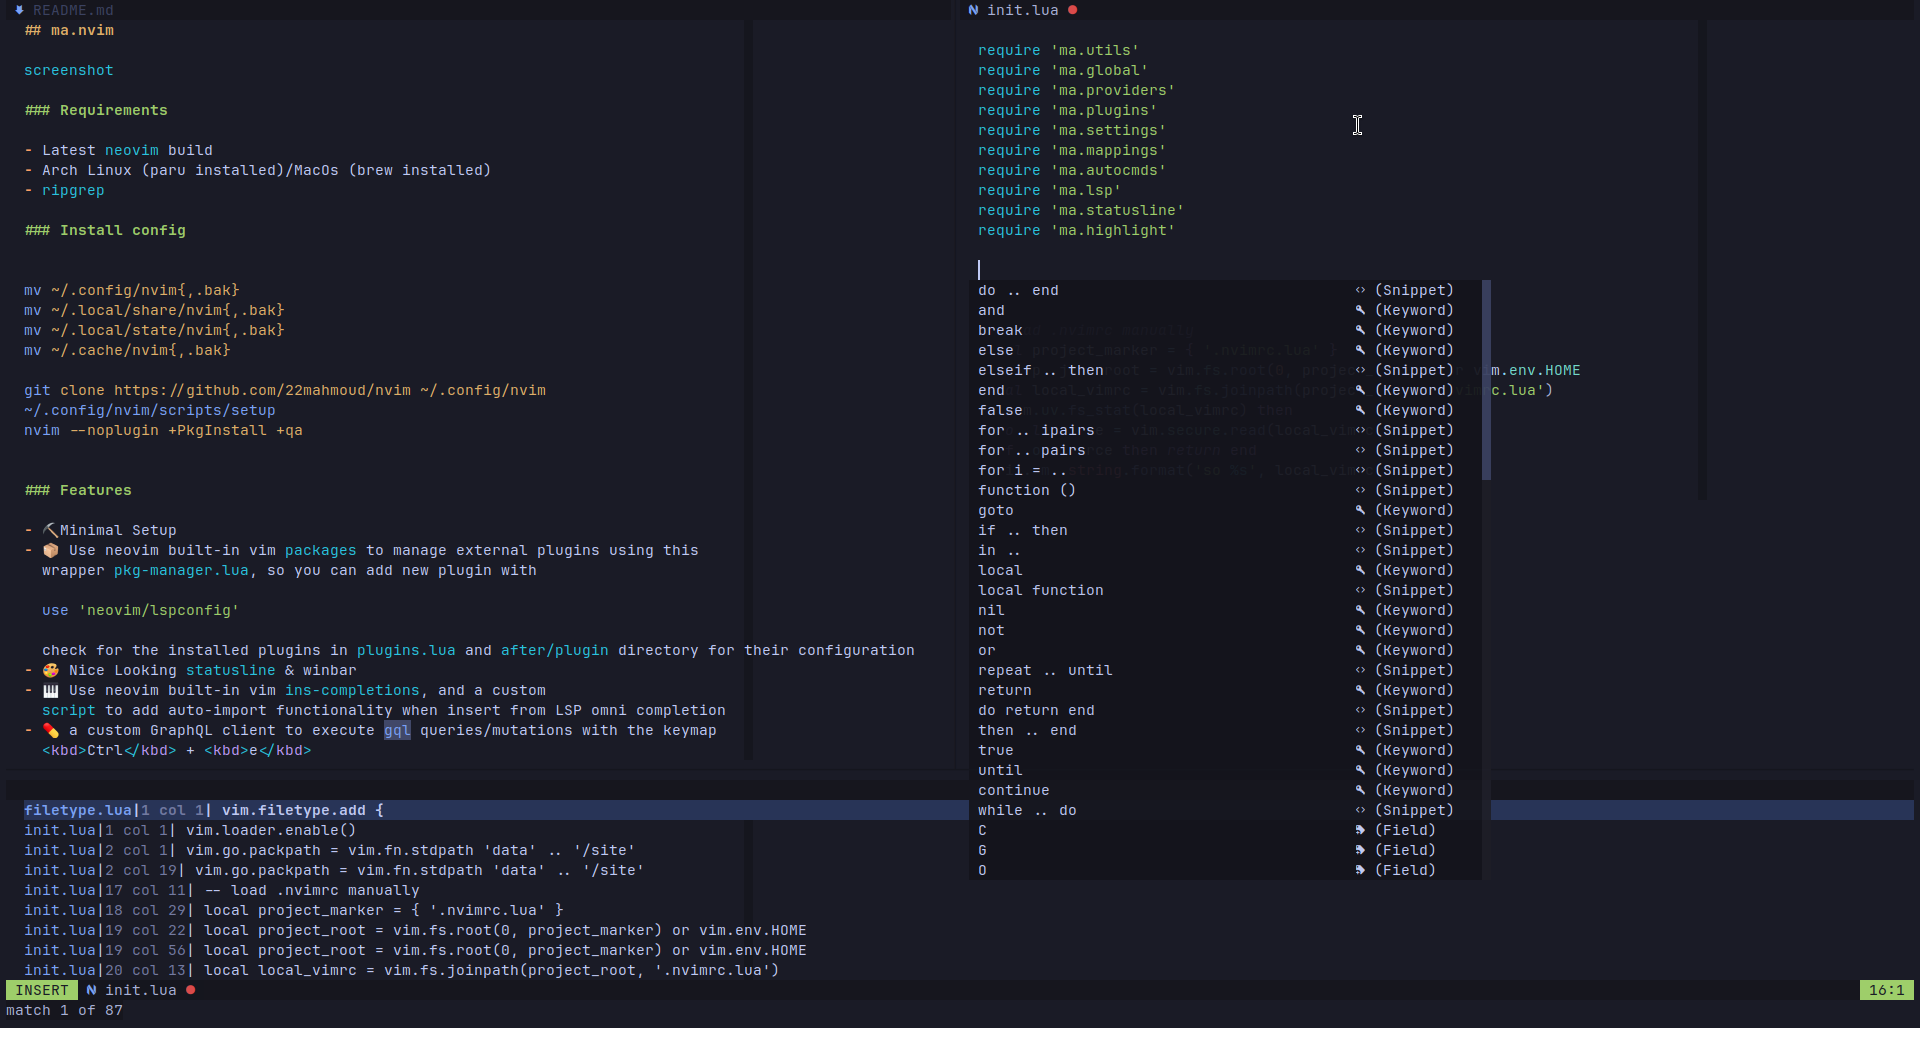 README.md
## ma.nvim
screenshot
### Requirements
- Latest neovim build
- Arch Linux (paru installed)/MacOs (brew installed)
- ripgrep
### Install config
mv ~/.config/nvim{,.bak}
mv ~/.local/share/nvim{,.bak}
mv ~/.local/state/nvim{,.bak}
mv ~/.cache/nvim{,.bak}
git clone https://github.com/22mahmoud/nvim ~/.config/nvim
~/.config/nvim/scripts/setup
nvim --noplugin +PkgInstall +qa
### Features
- ⛏️Minimal Setup
- 📦 Use neovim built-in vim packages to manage external plugins using this
wrapper pkg-manager.lua, so you can add new plugin with
use 'neovim/lspconfig'
check for the installed plugins in plugins.lua and after/plugin directory for their configuration
- 🎨 Nice Looking statusline & winbar
- 🎹 Use neovim built-in vim ins-completions, and a custom
script to add auto-import functionality when insert from LSP omni completion
- 💊 a custom GraphQL client to execute gql queries/mutations with the keymap
<kbd>Ctrl</kbd> + <kbd>e</kbd>
init.lua
require 'ma.utils'
require 'ma.global'
require 'ma.providers'
require 'ma.plugins'
require 'ma.settings'
require 'ma.mappings'
require 'ma.autocmds'
require 'ma.lsp'
require 'ma.statusline'
require 'ma.highlight'
do .. end (Snippet)
and (Keyword)
break (Keyword)
else (Keyword)
elseif .. then (Snippet) vim.env.HOME
end (Keyword) c.lua')
false (Keyword)
for .. ipairs (Snippet)
for .. pairs (Snippet)
for i = .. (Snippet)
function () (Snippet)
goto (Keyword)
if .. then (Snippet)
in .. (Snippet)
local (Keyword)
local function (Snippet)
nil (Keyword)
not (Keyword)
or (Keyword)
repeat .. until (Snippet)
return (Keyword)
do return end (Snippet)
then .. end (Snippet)
true (Keyword)
until (Keyword)
continue (Keyword)
while .. do (Snippet)
C (Field)
G (Field)
O (Field)
filetype.lua|1 col 1| vim.filetype.add {
init.lua|1 col 1| vim.loader.enable()
init.lua|2 col 1| vim.go.packpath = vim.fn.stdpath 'data' .. '/site'
init.lua|2 col 19| vim.go.packpath = vim.fn.stdpath 'data' .. '/site'
init.lua|17 col 11| -- load .nvimrc manually
init.lua|18 col 29| local project_marker = { '.nvimrc.lua' }
init.lua|19 col 22| local project_root = vim.fs.root(0, project_marker) or vim.env.HOME
init.lua|19 col 56| local project_root = vim.fs.root(0, project_marker) or vim.env.HOME
init.lua|20 col 13| local local_vimrc = vim.fs.joinpath(project_root, '.nvimrc.lua')
INSERT init.lua 16:1
match 1 of 87